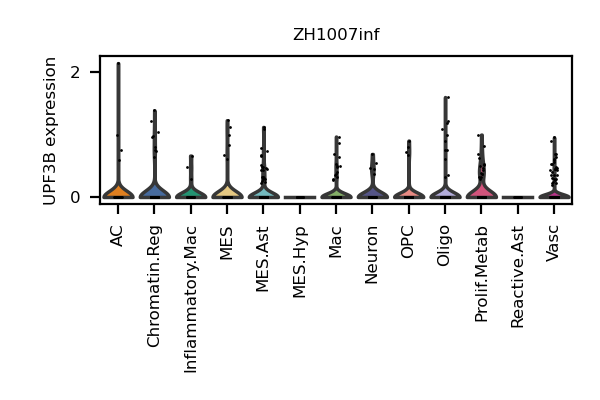 ZH1007inf
UPF3B expression
2
0
AC
Chromatin.Reg
Inflammatory.Mac
MES
MES.Ast
MES.Hyp
Mac
Neuron
OPC
Oligo
Prolif.Metab
Reactive.Ast
Vasc